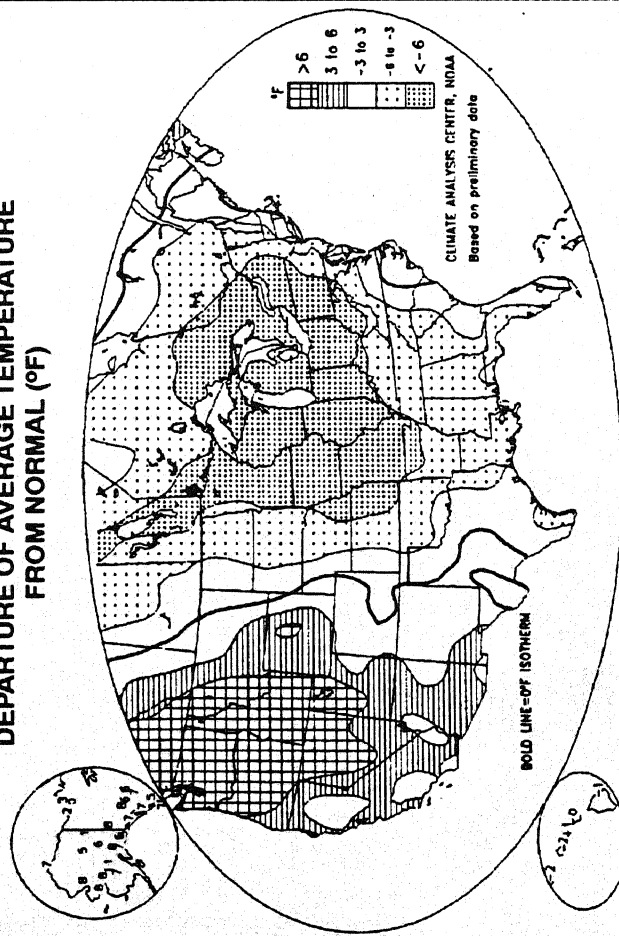 DEPARTURE OF AVERAGE TEMPERATURE
FROM NORMAL (°F)
°F
>6
3 to 6
-3 to 3
-6 to -3
<-6
CLIMATE ANALYSIS CENTER, NOAA
Based on preliminary data
BOLD LINE=0°F ISOTHERM